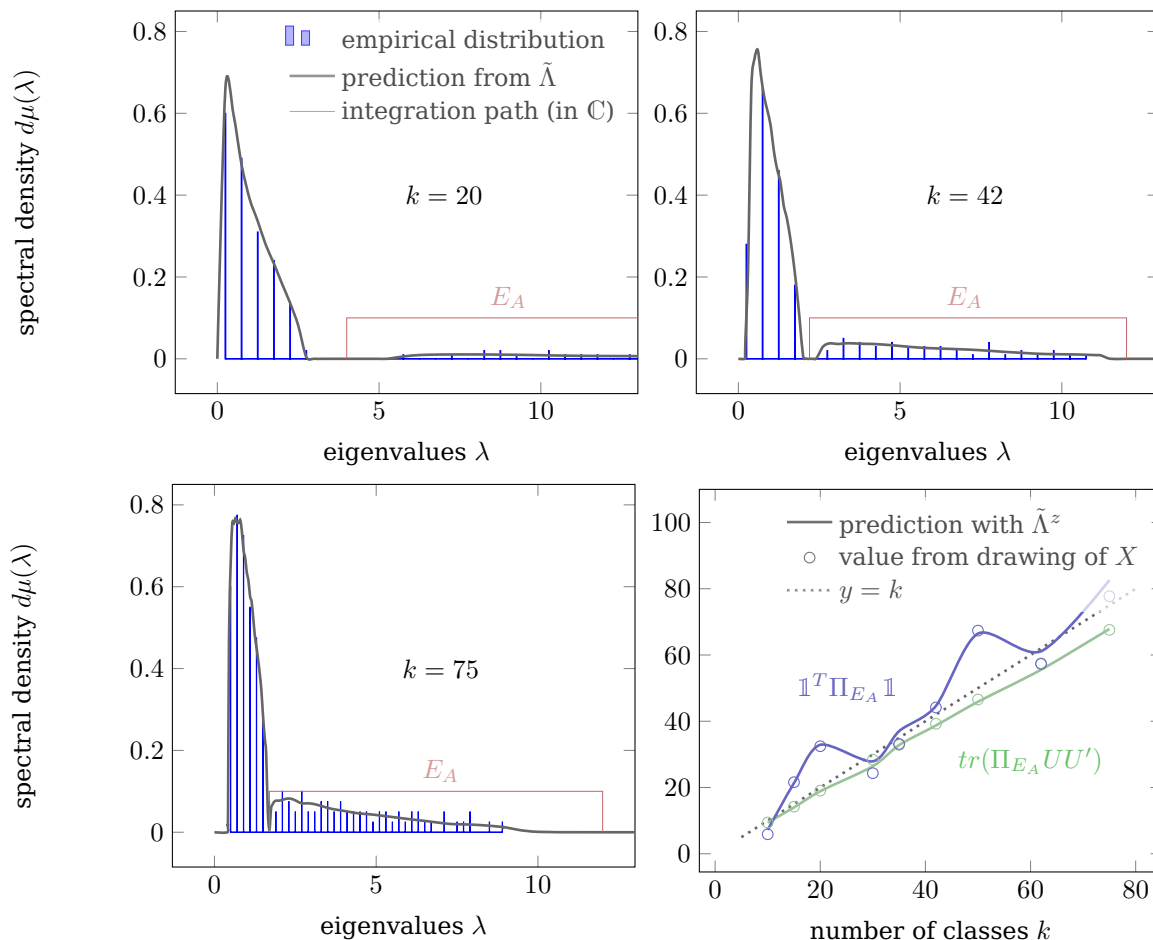 0.8
0.6
0.4
0.2
0
spectral density dμ(λ)
empirical distribution
prediction from Λ̃
integration path (in ℂ)
k = 20
E_A
0 5 10
eigenvalues λ
0.8
0.6
0.4
0.2
0
k = 42
E_A
0 5 10
eigenvalues λ
0.8
0.6
0.4
0.2
0
spectral density dμ(λ)
k = 75
E_A
0 5 10
eigenvalues λ
100
80
60
40
20
0
prediction with Λ̃^z
value from drawing of X
y = k
𝟙^T Π_{E_A} 𝟙
tr(Π_{E_A} UU′)
0 20 40 60 80
number of classes k